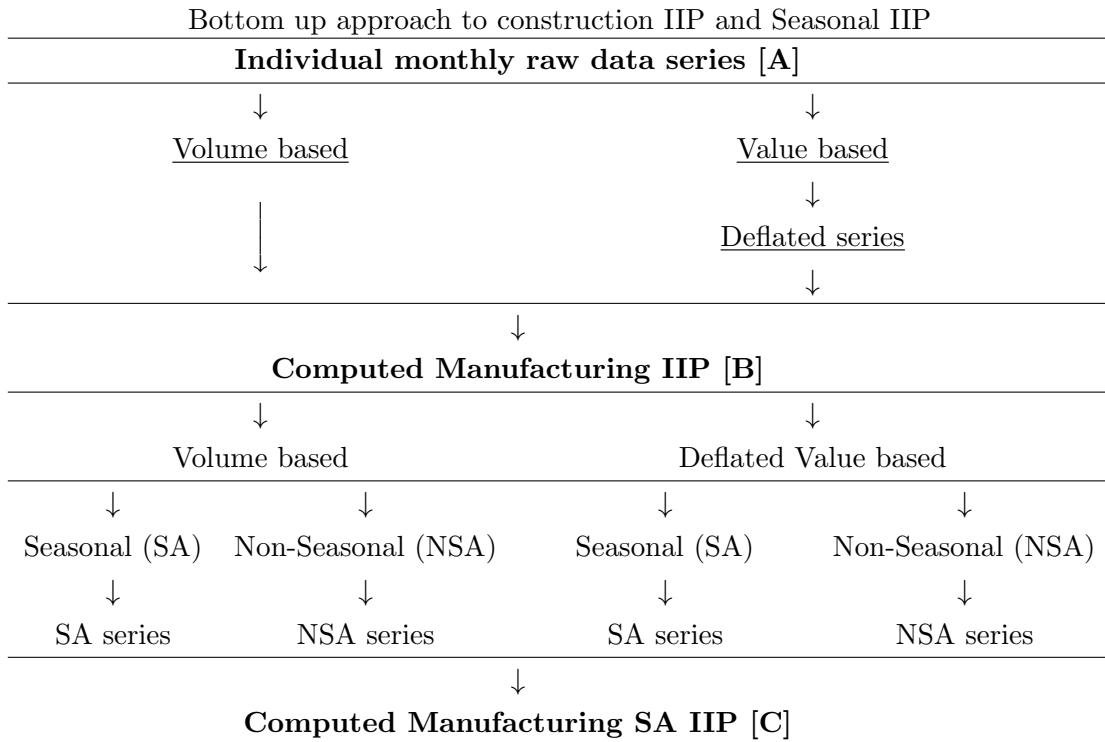 Bottom up approach to construction IIP and Seasonal IIP
Individual monthly raw data series [A]
↓ ↓
Volume based Value based
↓
Deflated series
↓ ↓
↓
Computed Manufacturing IIP [B]
↓ ↓
Volume based Deflated Value based
↓ ↓ ↓ ↓
Seasonal (SA) Non-Seasonal (NSA) Seasonal (SA) Non-Seasonal (NSA)
↓ ↓ ↓ ↓
SA series NSA series SA series NSA series
↓
Computed Manufacturing SA IIP [C]